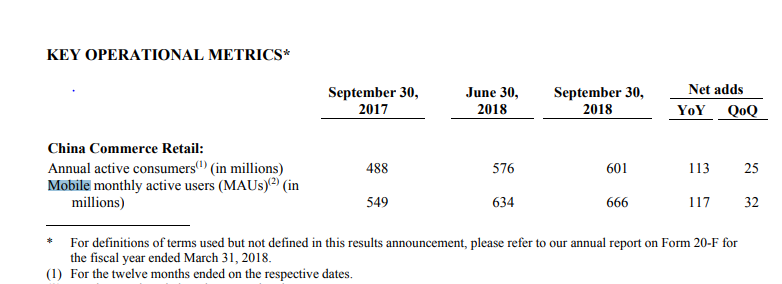 KEY OPERATIONAL METRICS*
September 30, 2017 June 30, 2018 September 30, 2018 Net adds
YoY QoQ
China Commerce Retail:
Annual active consumers(1) (in millions) 488 576 601 113 25
Mobile monthly active users (MAUs)(2) (in
millions) 549 634 666 117 32
* For definitions of terms used but not defined in this results announcement, please refer to our annual report on Form 20-F for
the fiscal year ended March 31, 2018.
(1) For the twelve months ended on the respective dates.